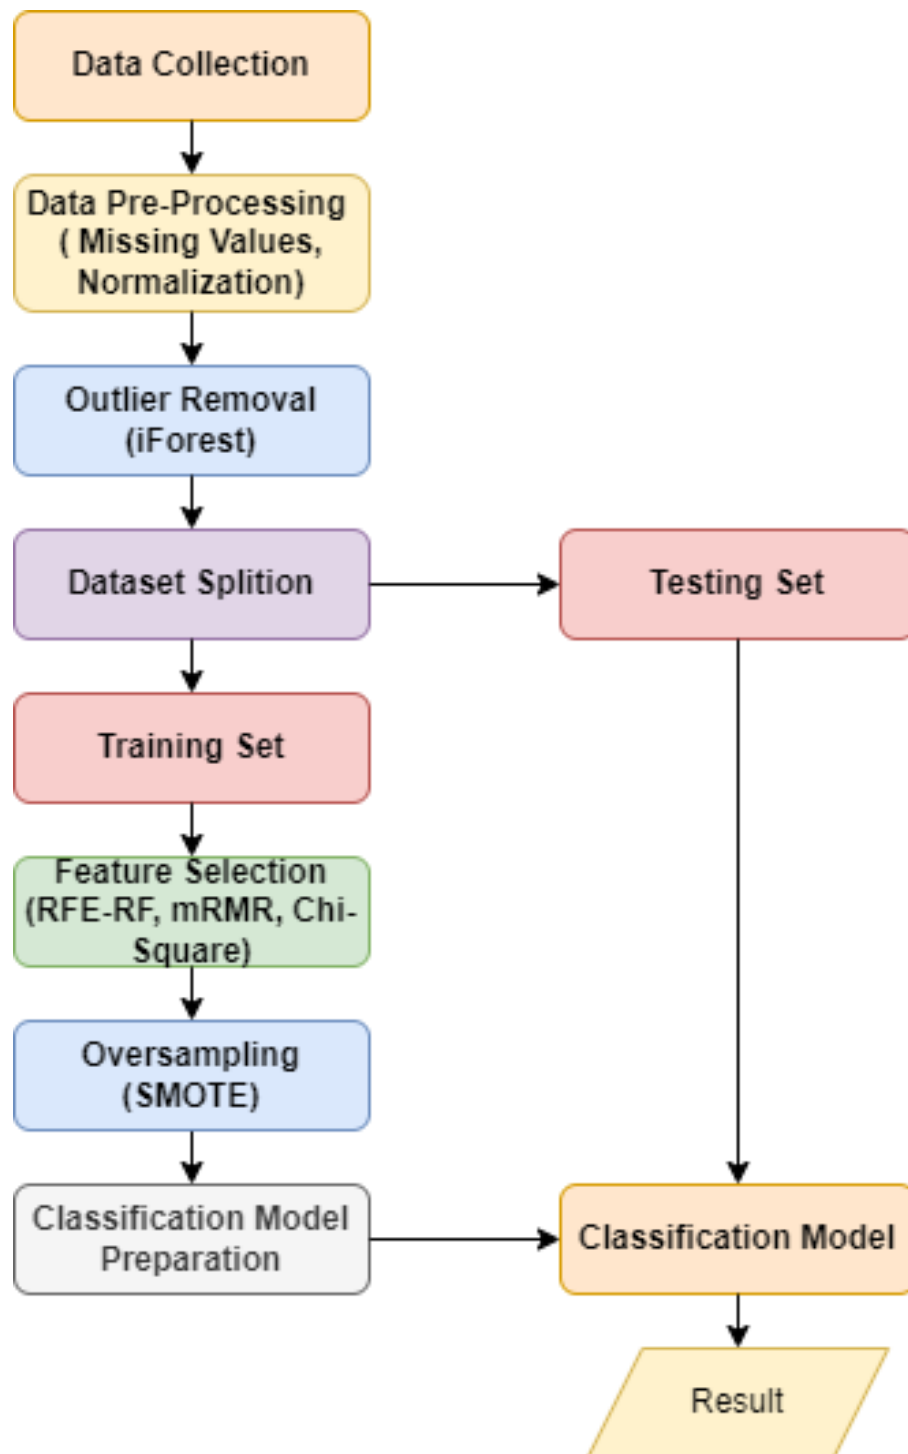 Data Collection
Data Pre-Processing
( Missing Values,
Normalization)
Outlier Removal
(iForest)
Dataset Splition
Testing Set
Training Set
Feature Selection
(RFE-RF, mRMR, Chi-
Square)
Oversampling
(SMOTE)
Classification Model
Preparation
Classification Model
Result